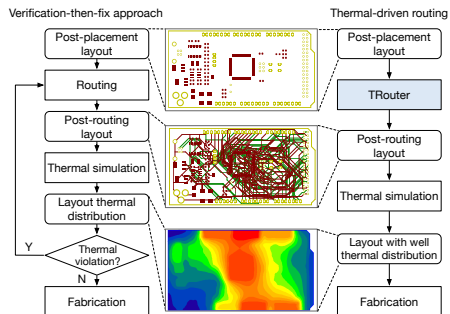 Verification-then-fix approach
Post-placement
layout
Routing
Post-routing
layout
Thermal simulation
Layout thermal
distribution
Y
Thermal
violation?
N
Fabrication
Thermal-driven routing
Post-placement
layout
TRouter
Post-routing
layout
Thermal simulation
Layout with well
thermal distribution
Fabrication